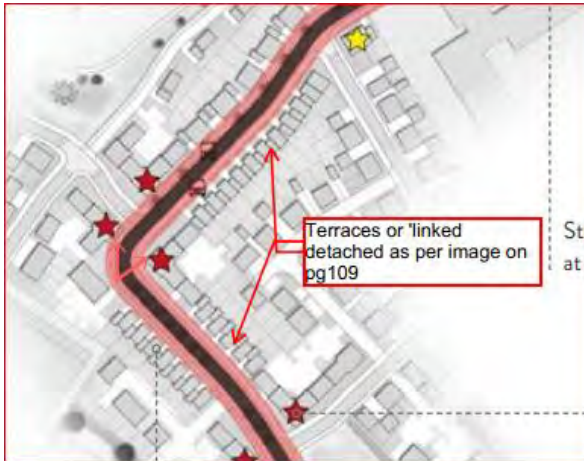 Terraces or 'linked
detached as per image on
pg109
St
at